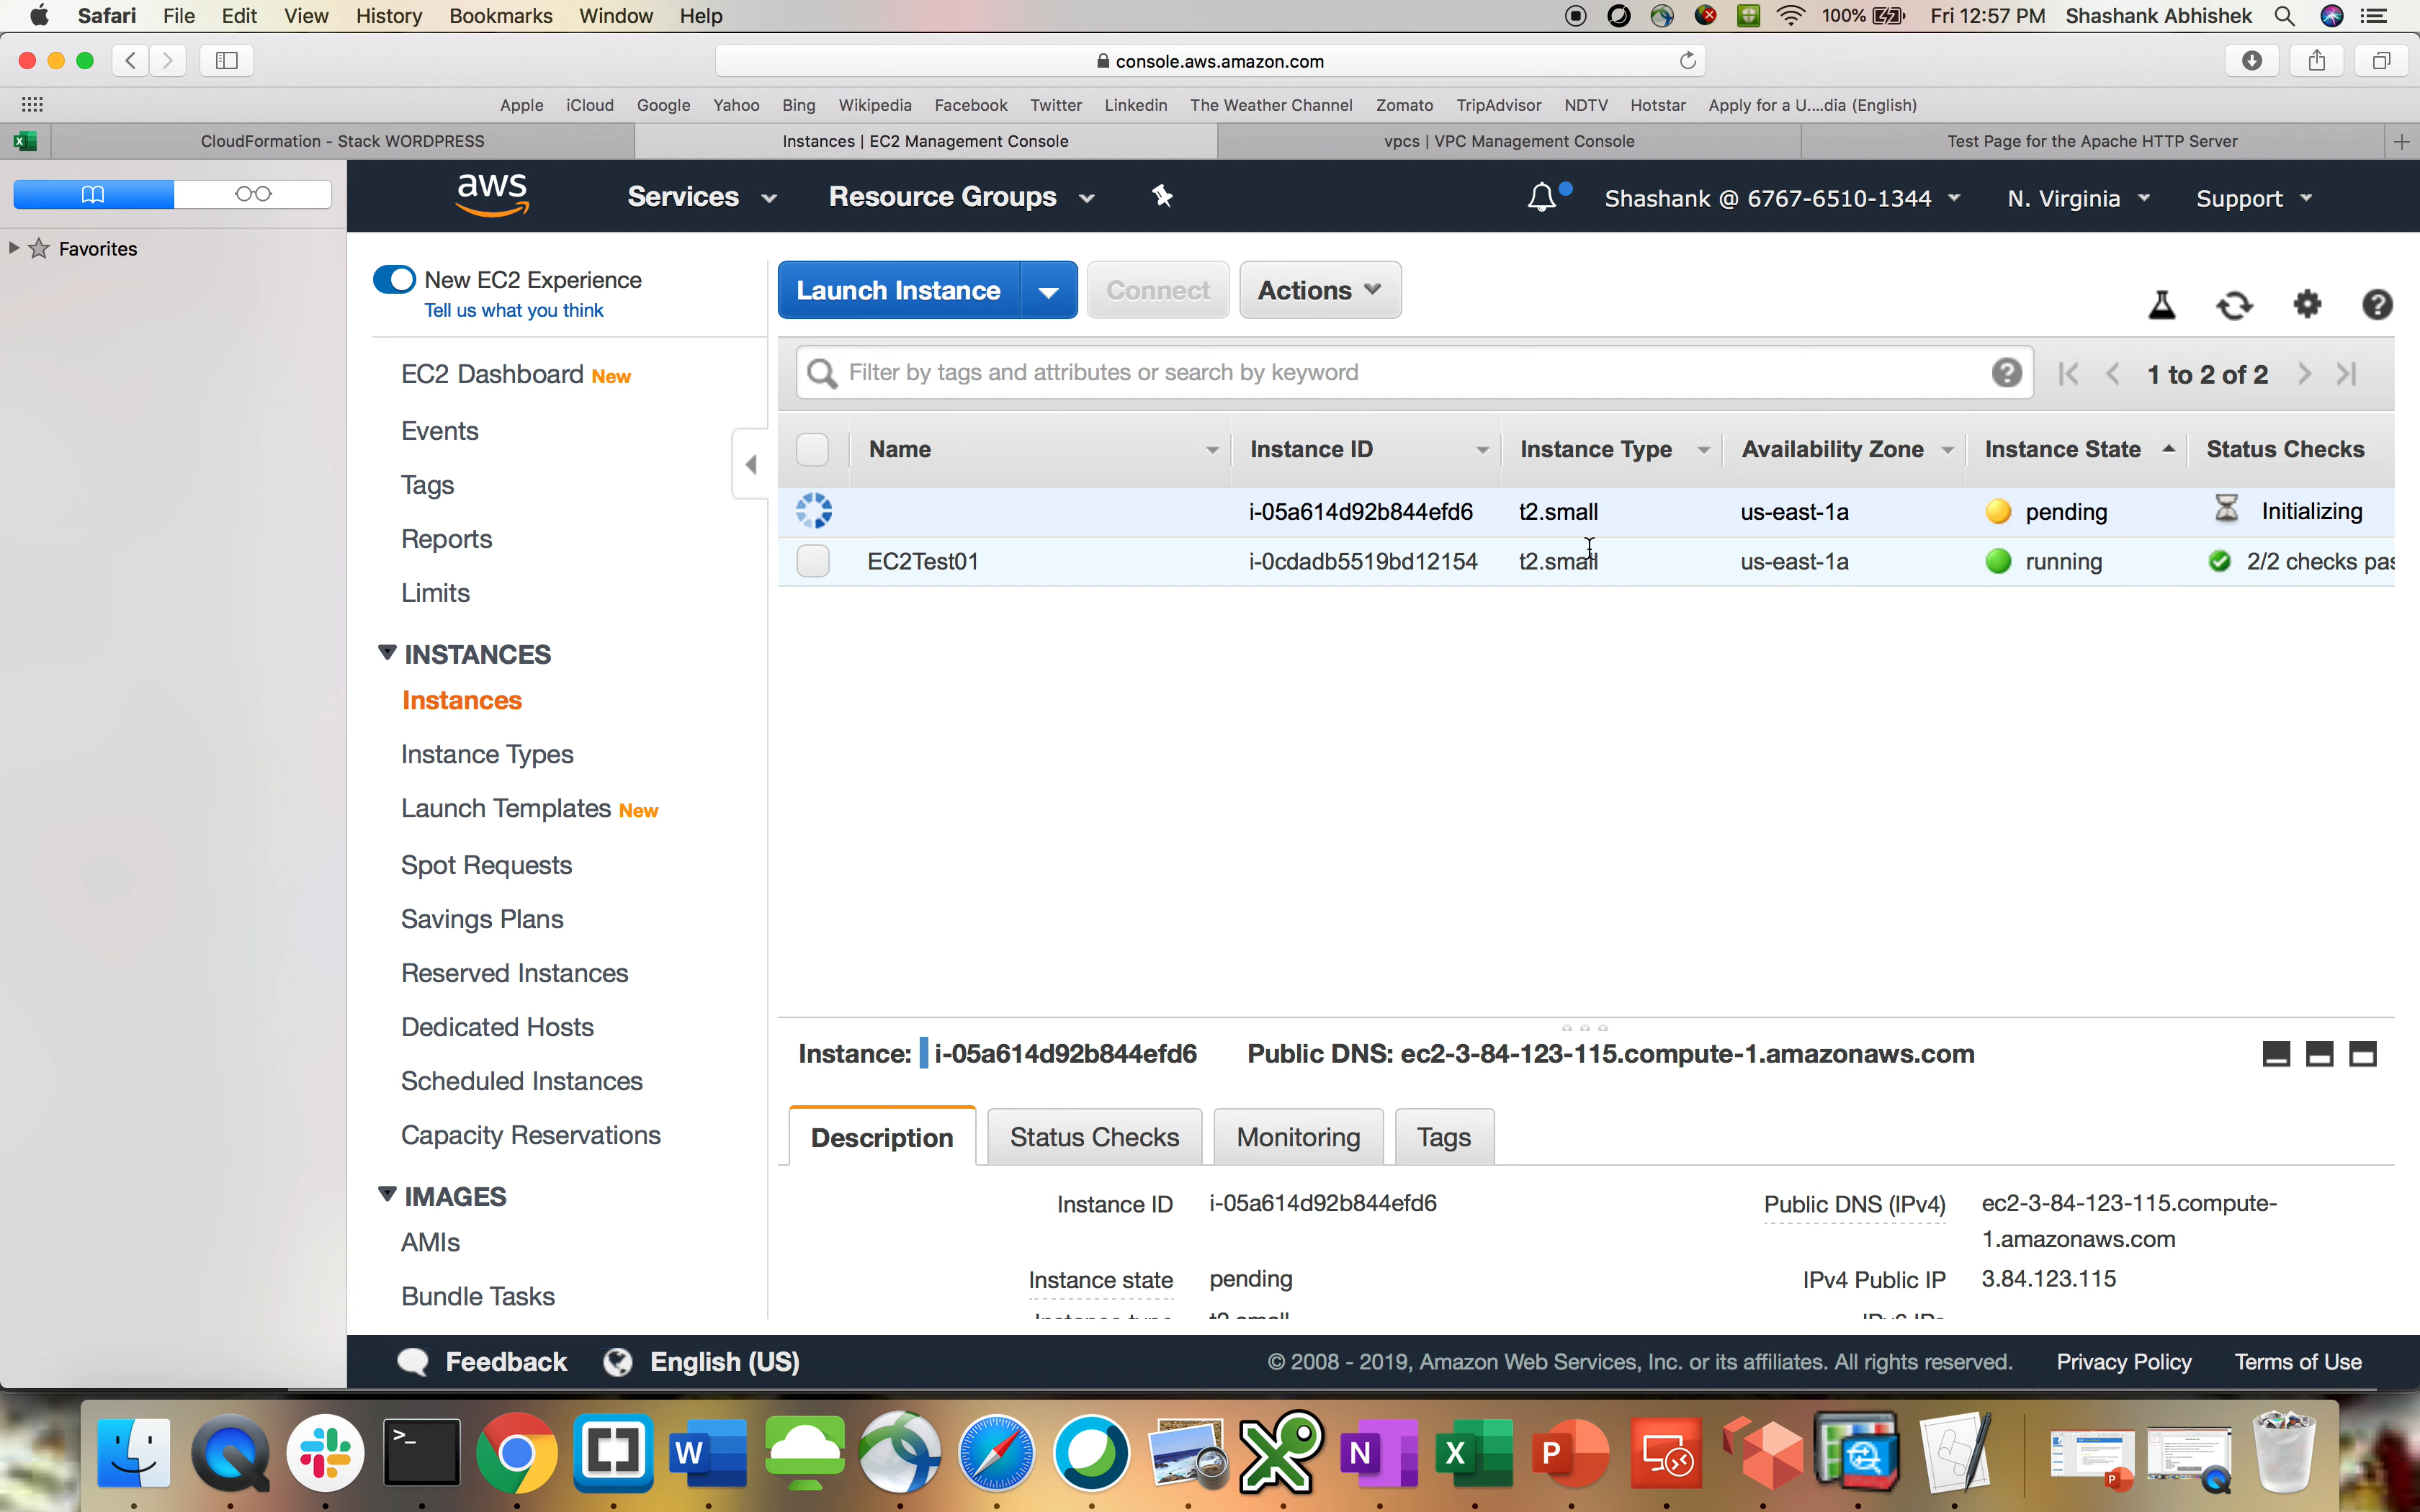 Safari File Edit View History Bookmarks Window Help 100% Fri 12:57 PM Shashank Abhishek
console.aws.amazon.com
Apple iCloud Google Yahoo Bing Wikipedia Facebook Twitter Linkedin The Weather Channel Zomato TripAdvisor NDTV Hotstar Apply for a U....dia (English)
CloudFormation - Stack WORDPRESS Instances | EC2 Management Console vpcs | VPC Management Console Test Page for the Apache HTTP Server
Favorites
aws Services Resource Groups Shashank @ 6767-6510-1344 N. Virginia Support
New EC2 Experience
Tell us what you think
EC2 Dashboard New
Events
Tags
Reports
Limits
INSTANCES
Instances
Instance Types
Launch Templates New
Spot Requests
Savings Plans
Reserved Instances
Dedicated Hosts
Scheduled Instances
Capacity Reservations
IMAGES
AMIs
Bundle Tasks
Launch Instance Connect Actions
Filter by tags and attributes or search by keyword 1 to 2 of 2
Name Instance ID Instance Type Availability Zone Instance State Status Checks
i-05a614d92b844efd6 t2.small us-east-1a pending Initializing
EC2Test01 i-0cdadb5519bd12154 t2.small us-east-1a running 2/2 checks pas
Instance: i-05a614d92b844efd6 Public DNS: ec2-3-84-123-115.compute-1.amazonaws.com
Description Status Checks Monitoring Tags
Instance ID i-05a614d92b844efd6 Public DNS (IPv4) ec2-3-84-123-115.compute-
1.amazonaws.com
Instance state pending IPv4 Public IP 3.84.123.115
Instance type t2.small IPv6 IPs
Feedback English (US) © 2008 - 2019, Amazon Web Services, Inc. or its affiliates. All rights reserved. Privacy Policy Terms of Use